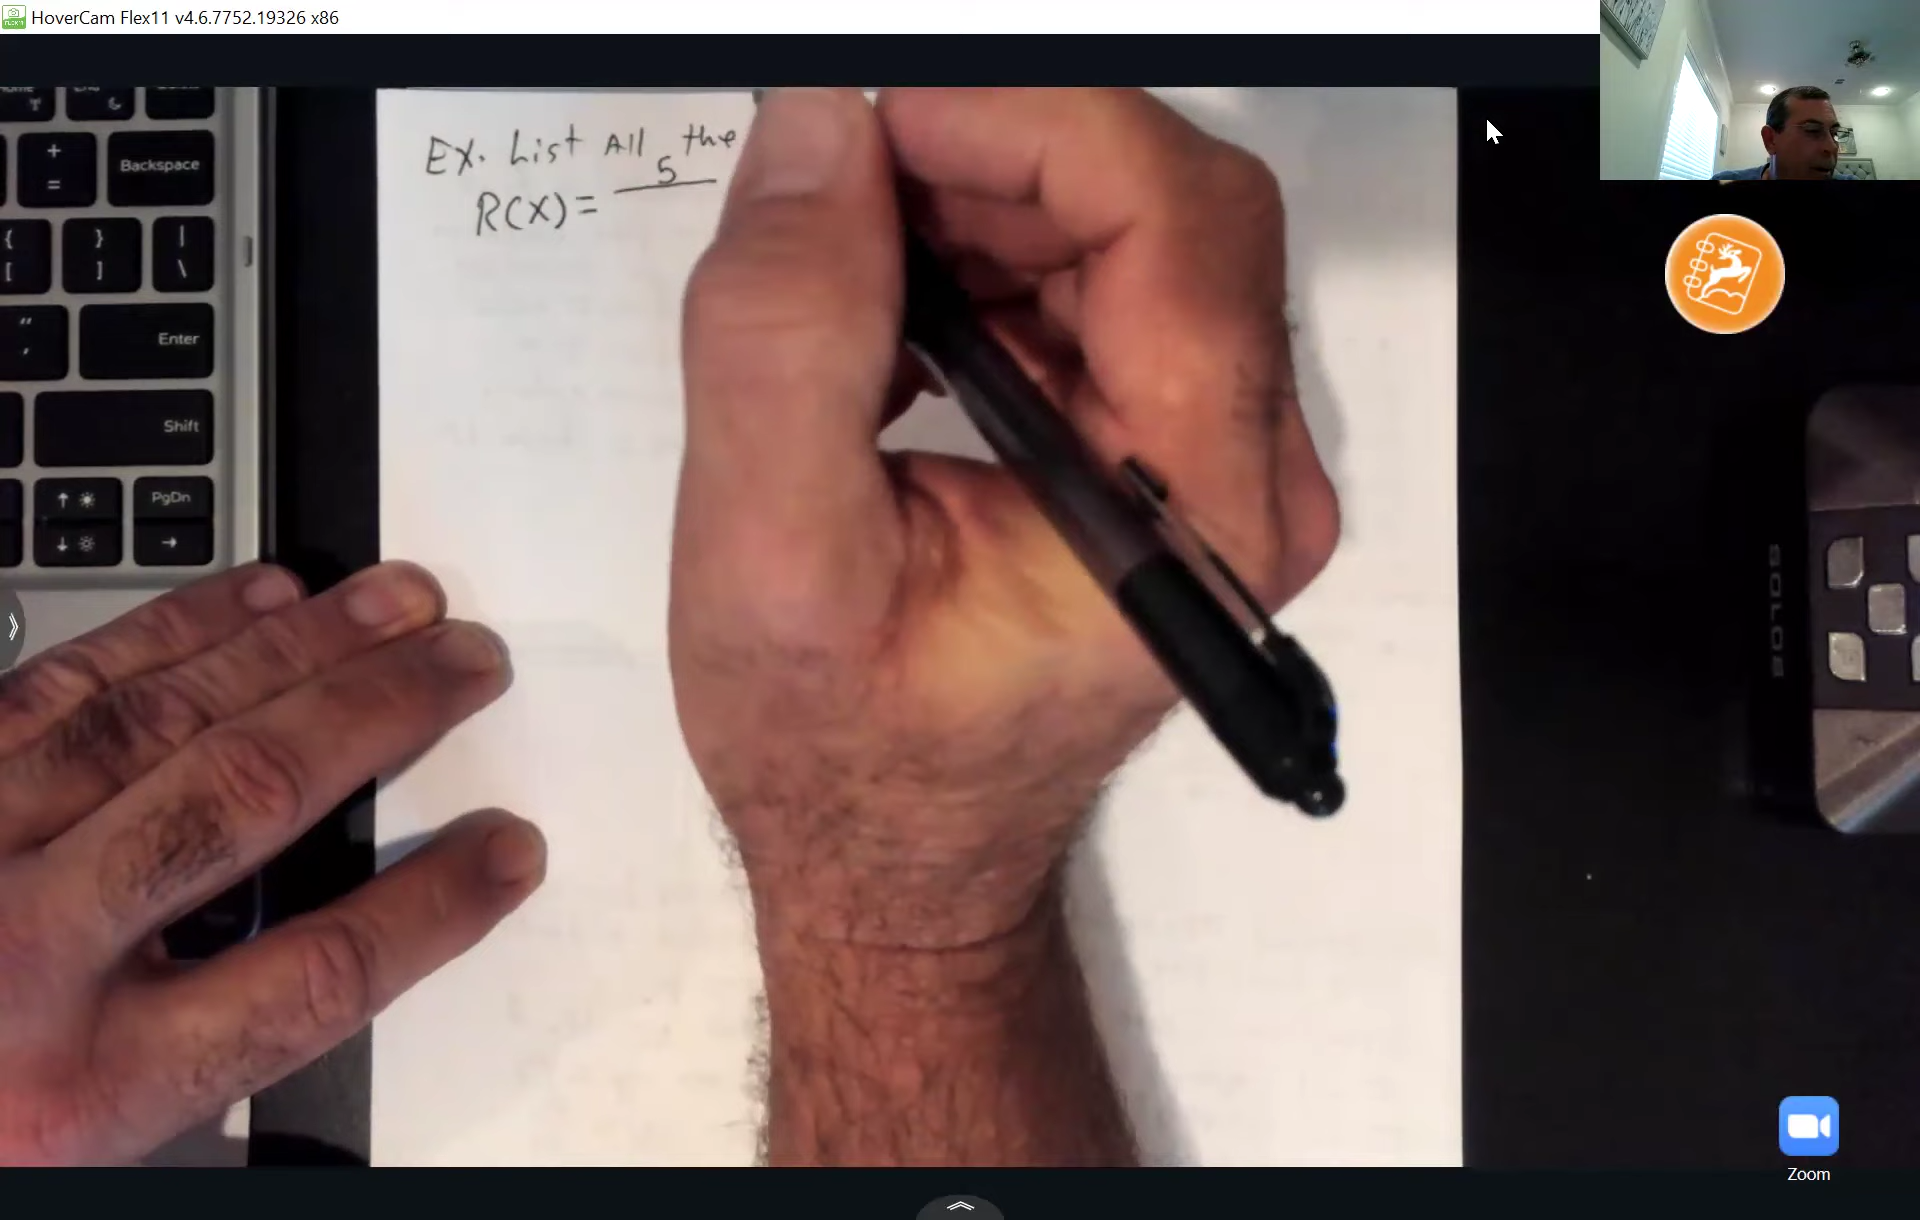 HoverCam Flex11 v4.6.7752.19326 x86
+
=
Backspace
{
[
}
]
|
\
"
,
Enter
Shift
PgDn
Ex. List All the
R(x) = 5
Zoom